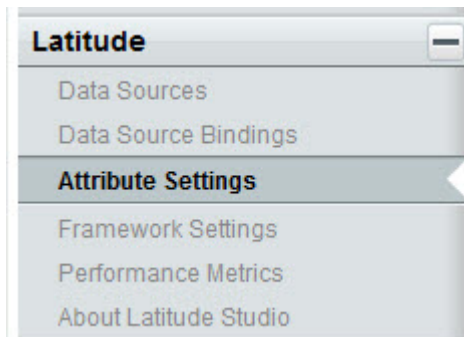 Latitude
Data Sources
Data Source Bindings
Attribute Settings
Framework Settings
Performance Metrics
About Latitude Studio